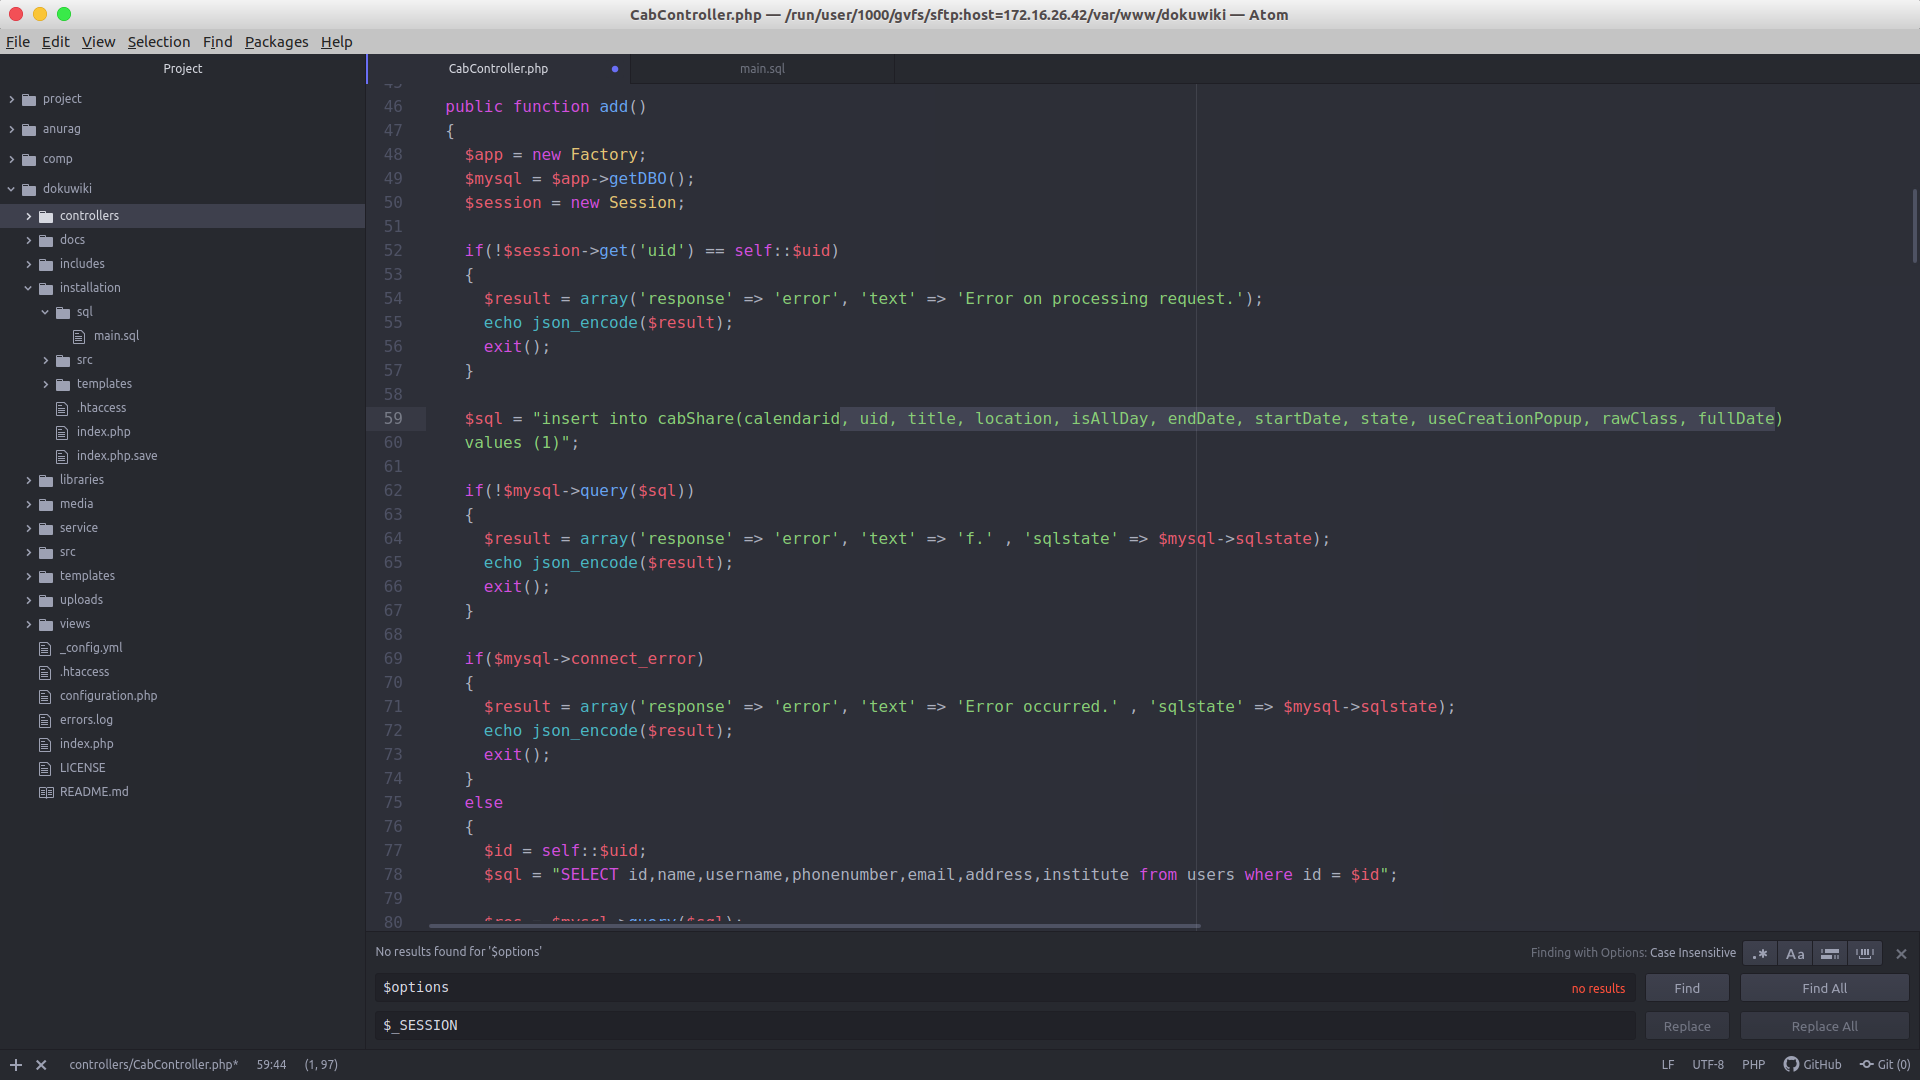 CabController.php — /run/user/1000/gvfs/sftp:host=172.16.26.42/var/www/dokuwiki — Atom
File Edit View Selection Find Packages Help
Project
project
anurag
comp
dokuwiki
controllers
docs
includes
installation
sql
main.sql
src
templates
.htaccess
index.php
index.php.save
libraries
media
service
src
templates
uploads
views
_config.yml
.htaccess
configuration.php
errors.log
index.php
LICENSE
README.md
CabController.php main.sql
46 public function add()
47 {
48 $app = new Factory;
49 $mysql = $app->getDBO();
50 $session = new Session;
51
52 if(!$session->get('uid') == self::$uid)
53 {
54 $result = array('response' => 'error', 'text' => 'Error on processing request.');
55 echo json_encode($result);
56 exit();
57 }
58
59 $sql = "insert into cabShare(calendarid, uid, title, location, isAllDay, endDate, startDate, state, useCreationPopup, rawClass, fullDate)
60 values (1)";
61
62 if(!$mysql->query($sql))
63 {
64 $result = array('response' => 'error', 'text' => 'f.' , 'sqlstate' => $mysql->sqlstate);
65 echo json_encode($result);
66 exit();
67 }
68
69 if($mysql->connect_error)
70 {
71 $result = array('response' => 'error', 'text' => 'Error occurred.' , 'sqlstate' => $mysql->sqlstate);
72 echo json_encode($result);
73 exit();
74 }
75 else
76 {
77 $id = self::$uid;
78 $sql = "SELECT id,name,username,phonenumber,email,address,institute from users where id = $id";
79
80 $res = $mysql->query($sql);
No results found for '$options' Finding with Options: Case Insensitive .* Aa
$options no results Find Find All
$_SESSION Replace Replace All
controllers/CabController.php* 59:44 (1, 97) LF UTF-8 PHP GitHub Git (0)